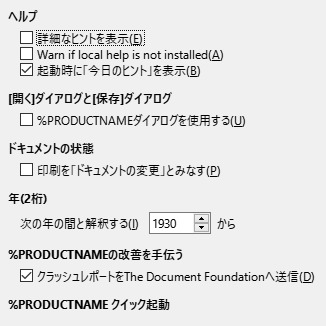 ヘルプ
詳細なヒントを表示(E)
Warn if local help is not installed(A)
起動時に「今日のヒント」を表示(B)
[開く]ダイアログと[保存]ダイアログ
%PRODUCTNAMEダイアログを使用する(U)
ドキュメントの状態
印刷を「ドキュメントの変更」とみなす(P)
年(2桁)
次の年の間と解釈する(I) 1930 から
%PRODUCTNAMEの改善を手伝う
クラッシュレポートをThe Document Foundationへ送信(D)
%PRODUCTNAME クイック起動